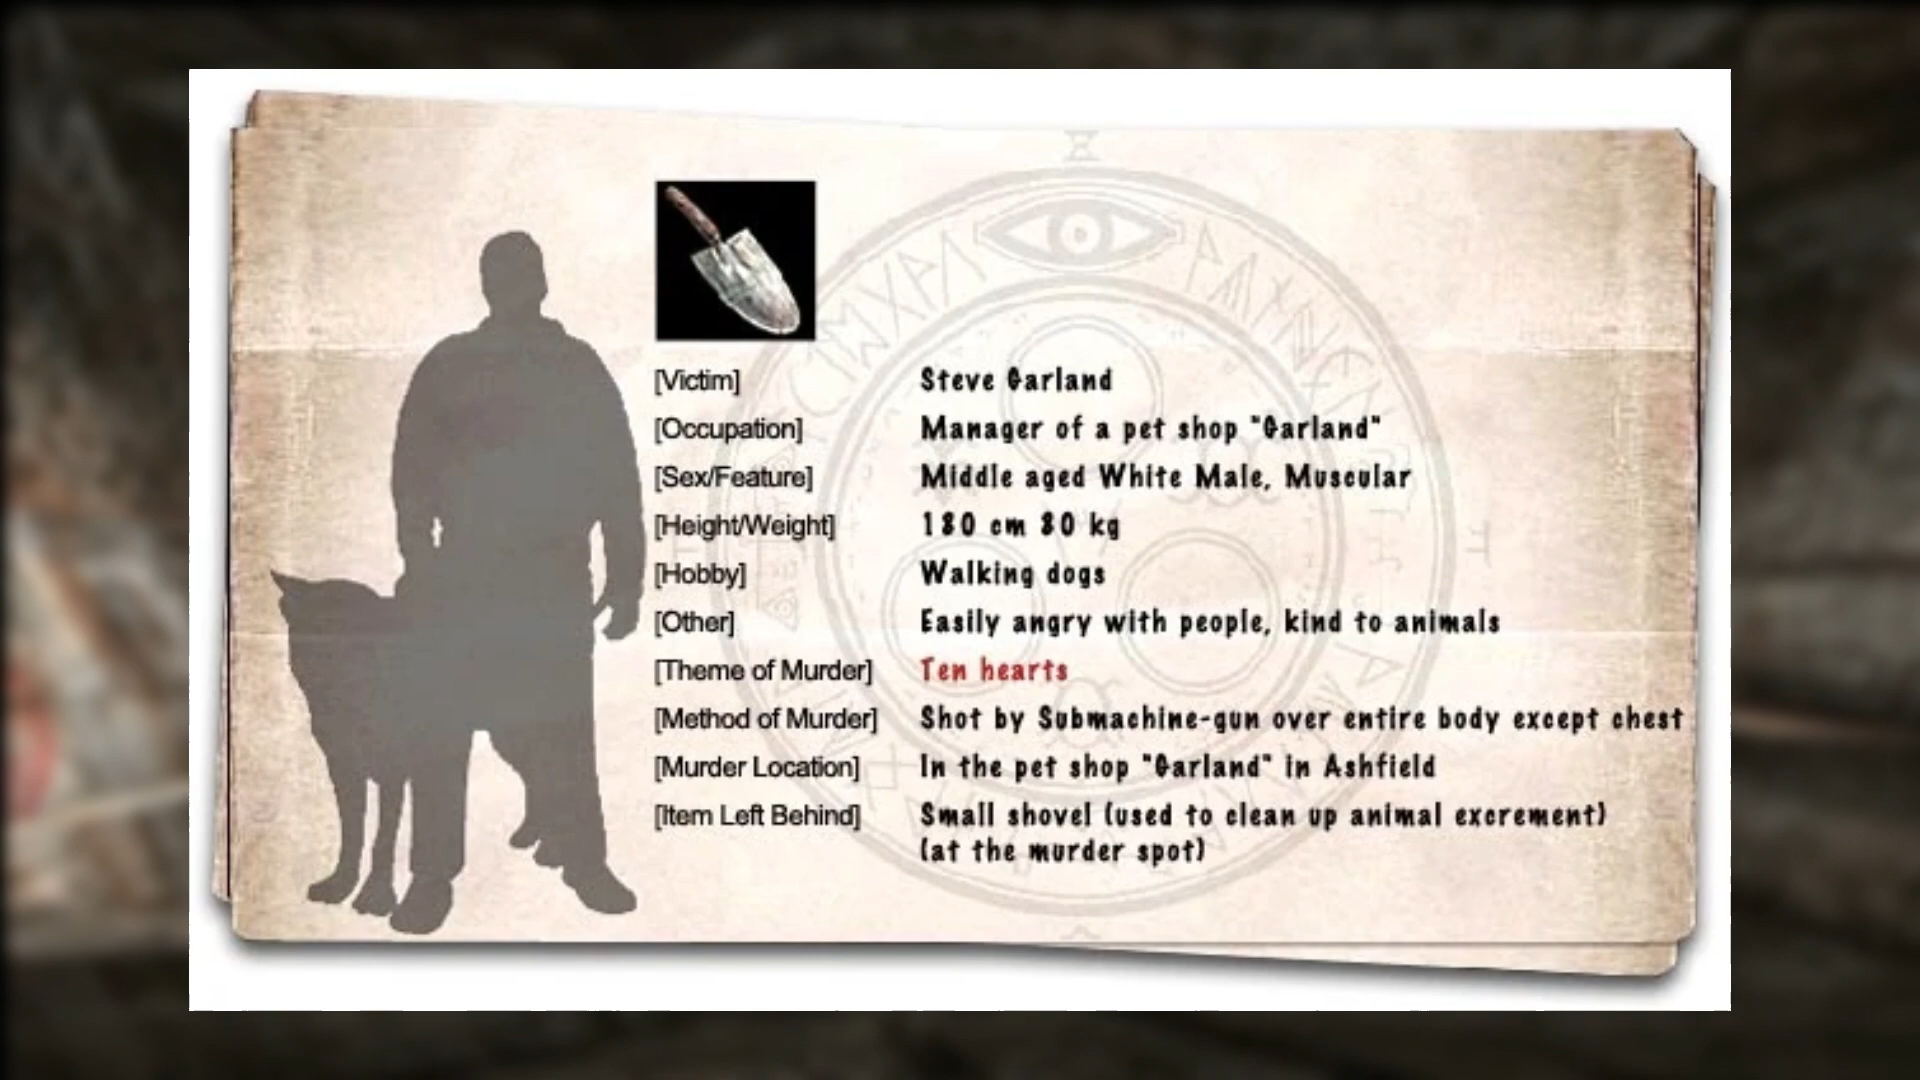 [Victim] Steve Garland
[Occupation] Manager of a pet shop "Garland"
[Sex/Feature] Middle aged White Male, Muscular
[Height/Weight] 180 cm 80 kg
[Hobby] Walking dogs
[Other] Easily angry with people, kind to animals
[Theme of Murder] Ten hearts
[Method of Murder] Shot by Submachine-gun over entire body except chest
[Murder Location] In the pet shop "Garland" in Ashfield
[Item Left Behind] Small shovel (used to clean up animal excrement)
(at the murder spot)